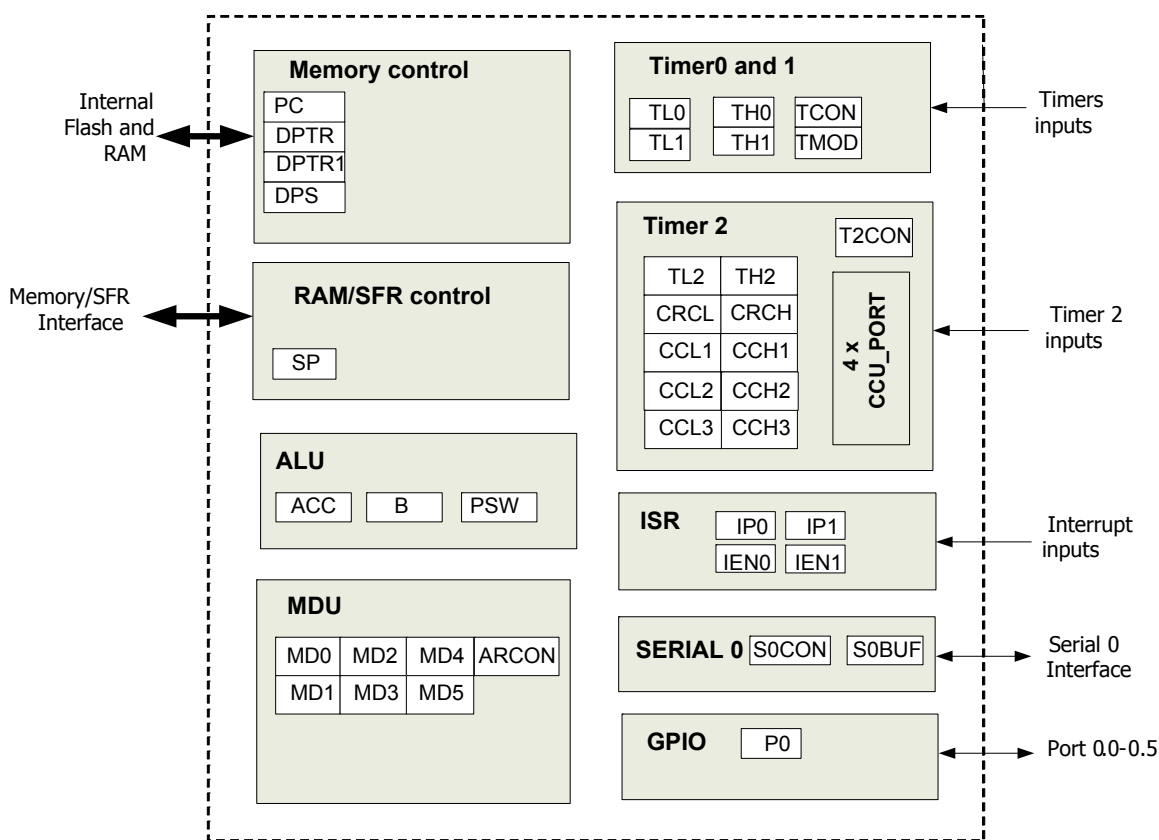 Memory control
PC
DPTR
DPTR1
DPS
Internal
Flash and
RAM
RAM/SFR control
SP
Memory/SFR
Interface
ALU
ACC B PSW
MDU
MD0 MD2 MD4 ARCON
MD1 MD3 MD5
Timer0 and 1
TL0 TH0 TCON
TL1 TH1 TMOD
Timers
inputs
Timer 2
T2CON
TL2 TH2
CRCL CRCH
CCL1 CCH1
CCL2 CCH2
CCL3 CCH3
4 x
CCU_PORT
Timer 2
inputs
ISR
IP0 IP1
IEN0 IEN1
Interrupt
inputs
SERIAL 0 S0CON S0BUF
Serial 0
Interface
GPIO P0
Port 0.0-0.5